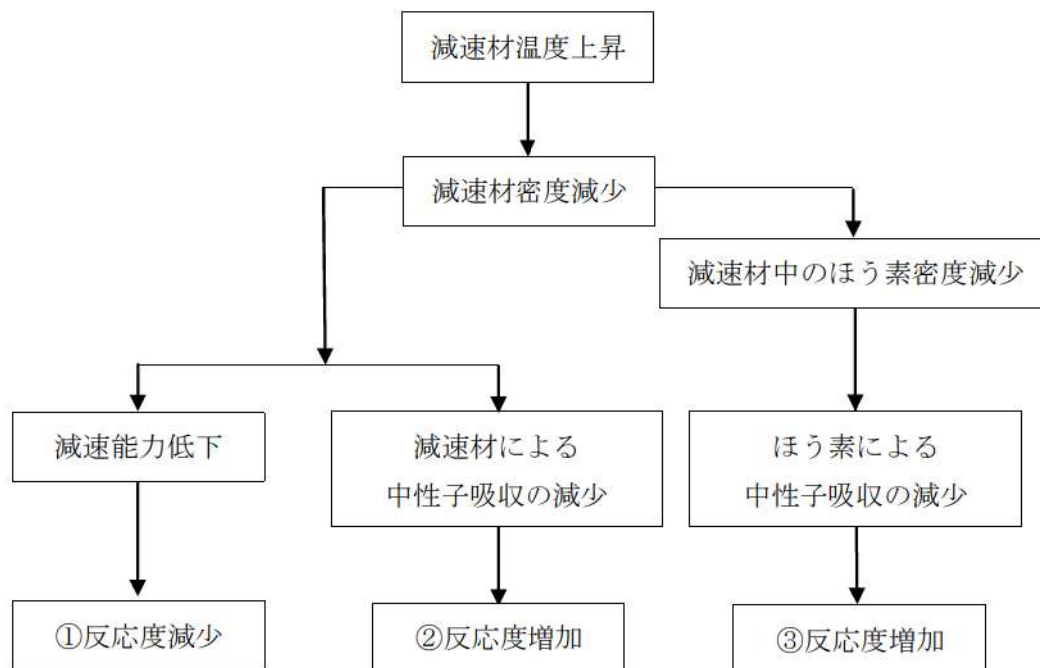 減速材温度上昇
減速材密度減少
減速材中のほう素密度減少
減速能力低下
減速材による
中性子吸収の減少
ほう素による
中性子吸収の減少
①反応度減少
②反応度増加
③反応度増加